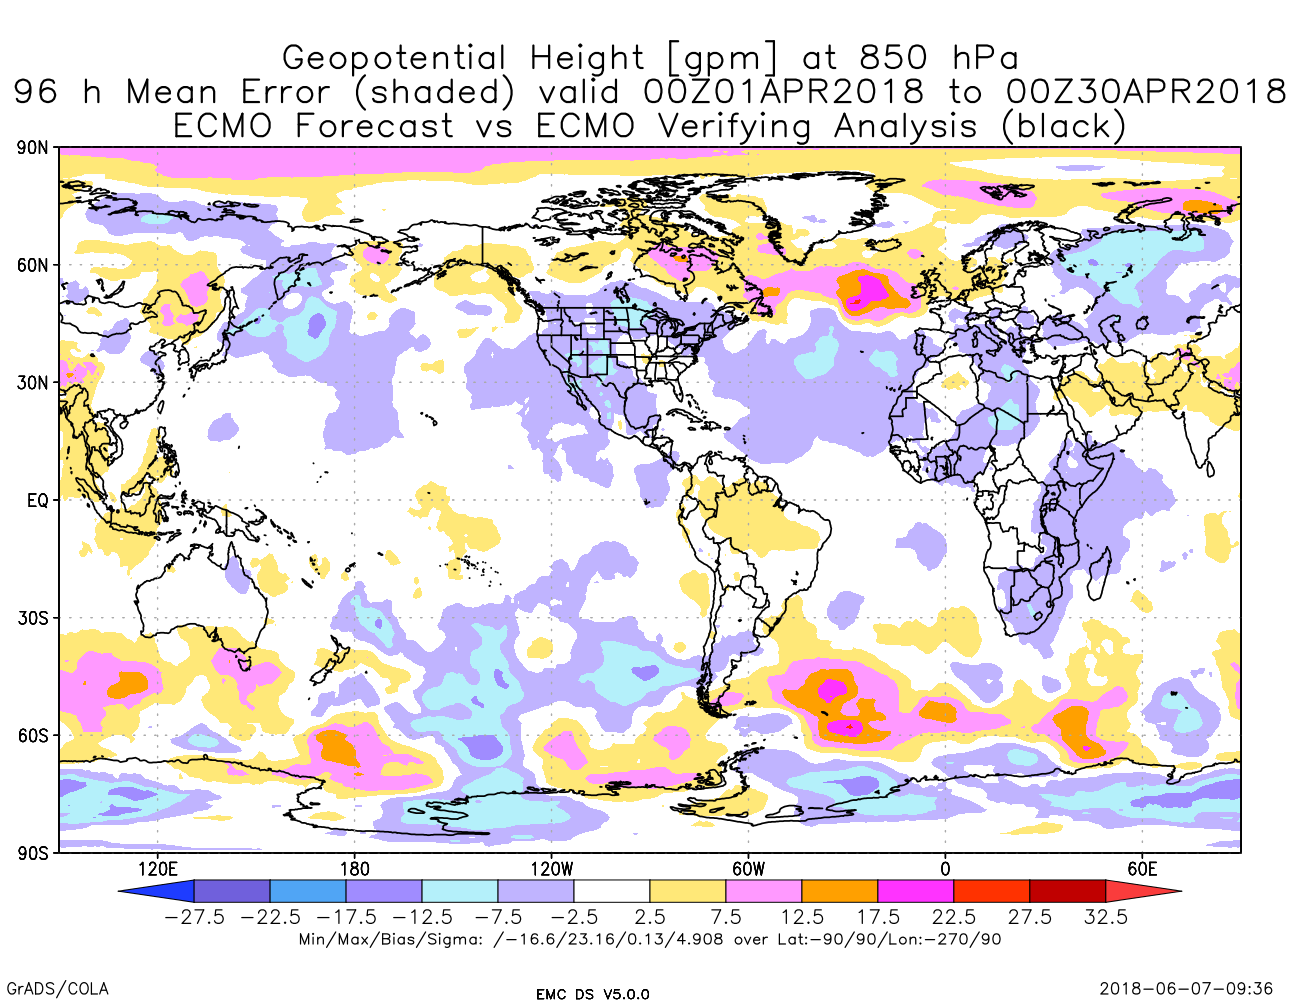 Geopotential Height [gpm] at 850 hPa
96 h Mean Error (shaded) valid 00Z01APR2018 to 00Z30APR2018
ECMO Forecast vs ECMO Verifying Analysis (black)
90N
60N
30N
EQ
30S
60S
90S
120E 180 120W 60W 0 60E
−27.5 −22.5 −17.5 −12.5 −7.5 −2.5 2.5 7.5 12.5 17.5 22.5 27.5 32.5
Min/Max/Bias/Sigma: /−16.6/23.16/0.13/4.908 over Lat:−90/90/Lon:−270/90
GrADS/COLA
EMC DS V5.0.0
2018−06−07−09:36